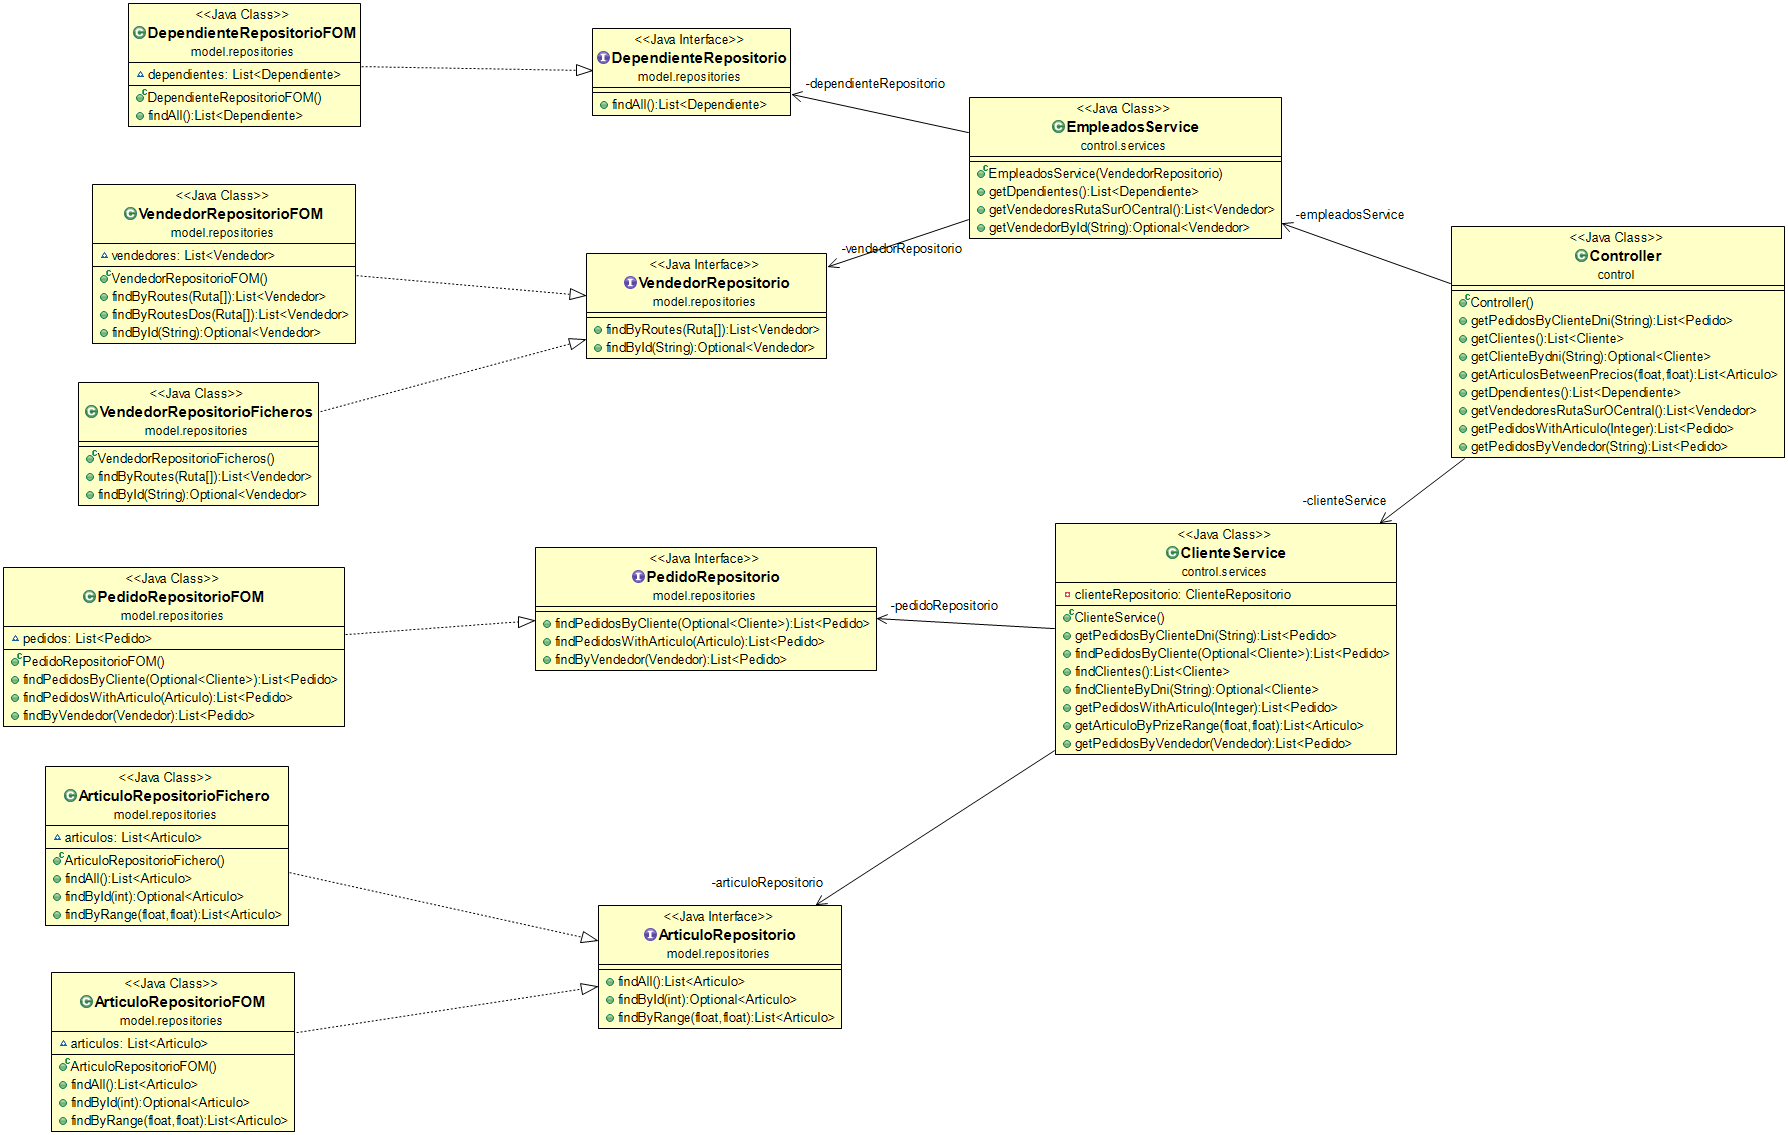 <<Java Class>>
DependienteRepositorioFOM
model.repositories
dependientes: List<Dependiente>
DependienteRepositorioFOM()
findAll():List<Dependiente>
<<Java Interface>>
DependienteRepositorio
model.repositories
findAll():List<Dependiente>
-dependienteRepositorio
<<Java Class>>
EmpleadosService
control.services
EmpleadosService(VendedorRepositorio)
getDpendientes():List<Dependiente>
getVendedoresRutaSurOCentral():List<Vendedor>
getVendedorById(String):Optional<Vendedor>
-empleadosService
<<Java Class>>
Controller
control
Controller()
getPedidosByClienteDni(String):List<Pedido>
getClientes():List<Cliente>
getClienteBydni(String):Optional<Cliente>
getArticulosBetweenPrecios(float,float):List<Articulo>
getDpendientes():List<Dependiente>
getVendedoresRutaSurOCentral():List<Vendedor>
getPedidosWithArticulo(Integer):List<Pedido>
getPedidosByVendedor(String):List<Pedido>
<<Java Class>>
VendedorRepositorioFOM
model.repositories
vendedores: List<Vendedor>
VendedorRepositorioFOM()
findByRoutes(Ruta[]):List<Vendedor>
findByRoutesDos(Ruta[]):List<Vendedor>
findById(String):Optional<Vendedor>
-vendedorRepositorio
<<Java Interface>>
VendedorRepositorio
model.repositories
findByRoutes(Ruta[]):List<Vendedor>
findById(String):Optional<Vendedor>
<<Java Class>>
VendedorRepositorioFicheros
model.repositories
VendedorRepositorioFicheros()
findByRoutes(Ruta[]):List<Vendedor>
findById(String):Optional<Vendedor>
-clienteService
<<Java Class>>
ClienteService
control.services
clienteRepositorio: ClienteRepositorio
ClienteService()
getPedidosByClienteDni(String):List<Pedido>
findPedidosByCliente(Optional<Cliente>):List<Pedido>
findClientes():List<Cliente>
findClienteByDni(String):Optional<Cliente>
getPedidosWithArticulo(Integer):List<Pedido>
getArticuloByPrizeRange(float,float):List<Articulo>
getPedidosByVendedor(Vendedor):List<Pedido>
-pedidoRepositorio
<<Java Interface>>
PedidoRepositorio
model.repositories
findPedidosByCliente(Optional<Cliente>):List<Pedido>
findPedidosWithArticulo(Articulo):List<Pedido>
findByVendedor(Vendedor):List<Pedido>
<<Java Class>>
PedidoRepositorioFOM
model.repositories
pedidos: List<Pedido>
PedidoRepositorioFOM()
findPedidosByCliente(Optional<Cliente>):List<Pedido>
findPedidosWithArticulo(Articulo):List<Pedido>
findByVendedor(Vendedor):List<Pedido>
<<Java Class>>
ArticuloRepositorioFichero
model.repositories
articulos: List<Articulo>
ArticuloRepositorioFichero()
findAll():List<Articulo>
findById(int):Optional<Articulo>
findByRange(float,float):List<Articulo>
-articuloRepositorio
<<Java Interface>>
ArticuloRepositorio
model.repositories
findAll():List<Articulo>
findById(int):Optional<Articulo>
findByRange(float,float):List<Articulo>
<<Java Class>>
ArticuloRepositorioFOM
model.repositories
articulos: List<Articulo>
ArticuloRepositorioFOM()
findAll():List<Articulo>
findById(int):Optional<Articulo>
findByRange(float,float):List<Articulo>